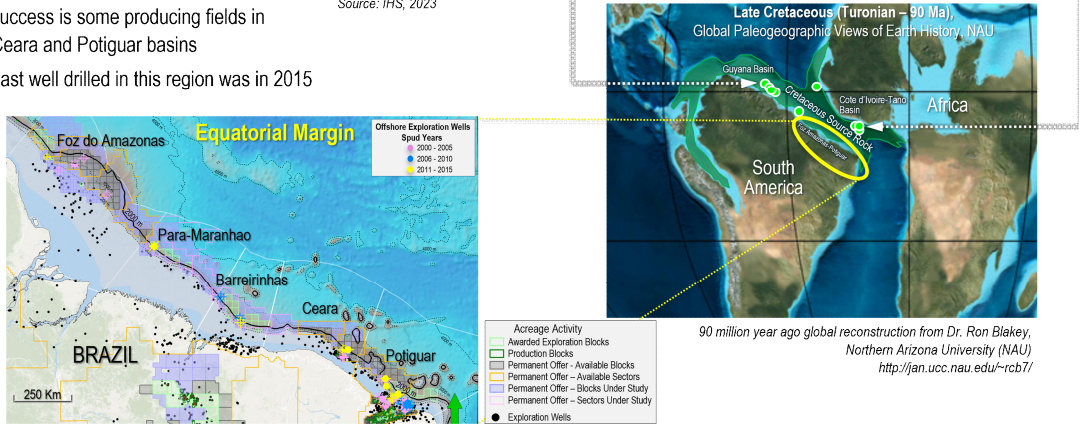 Source: IHS, 2023
uccess is some producing fields in
Ceara and Potiguar basins
ast well drilled in this region was in 2015
Equatorial Margin
Offshore Exploration Wells
Spud Years
2000 - 2005
2006 - 2010
2011 - 2015
Foz do Amazonas
2000 m
4000 m
Para-Maranhao
Barreirinhas
Ceara
Potiguar
2000 m
BRAZIL
250 Km
Acreage Activity
Awarded Exploration Blocks
Production Blocks
Permanent Offer - Available Blocks
Permanent Offer – Available Sectors
Permanent Offer – Blocks Under Study
Permanent Offer – Sectors Under Study
Exploration Wells
Late Cretaceous (Turonian – 90 Ma),
Global Paleogeographic Views of Earth History, NAU
Guyana Basin
Cretaceous Source Rock
Cote d'Ivoire-Tano
Basin
Africa
Foz Amazonas-Potiguar
South
America
90 million year ago global reconstruction from Dr. Ron Blakey,
Northern Arizona University (NAU)
http://jan.ucc.nau.edu/~rcb7/